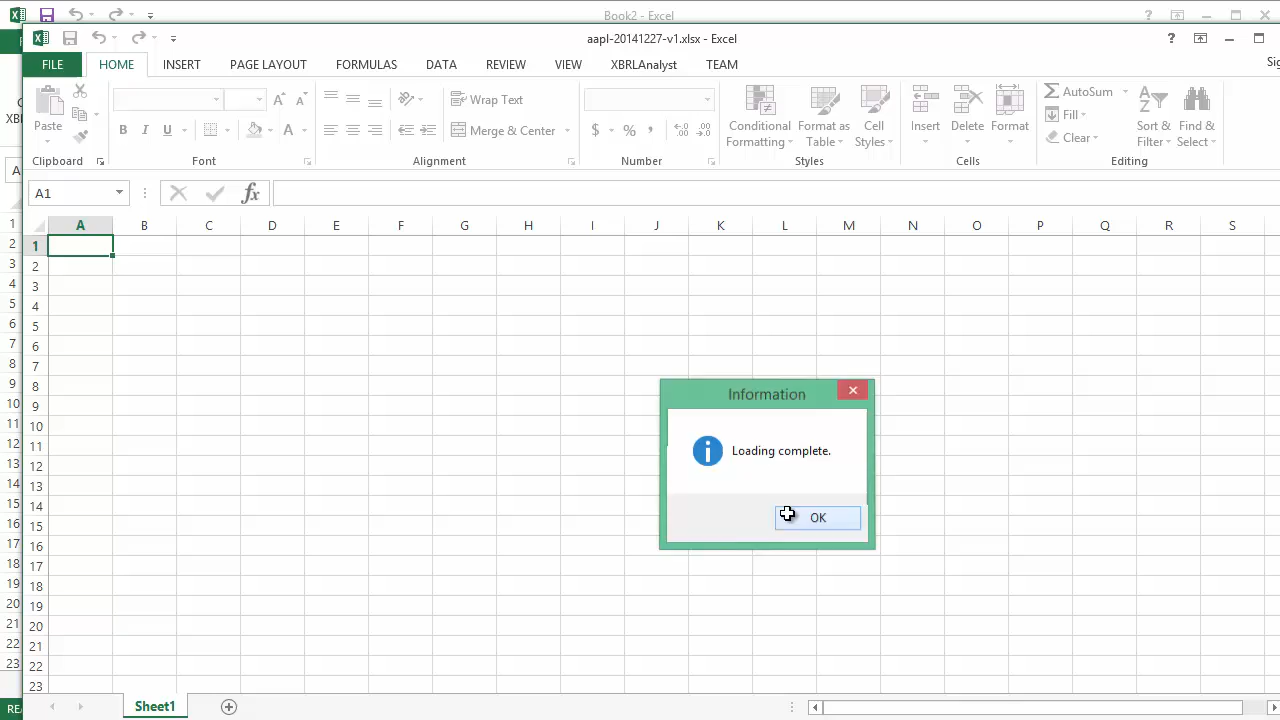 Book2 - Excel
aapl-20141227-v1.xlsx - Excel
FILE HOME INSERT PAGE LAYOUT FORMULAS DATA REVIEW VIEW XBRLAnalyst TEAM
Paste
Wrap Text
Merge & Center
Conditional Formatting
Format as Table
Cell Styles
Insert
Delete
Format
AutoSum
Fill
Clear
Sort & Filter
Find & Select
Clipboard Font Alignment Number Styles Cells Editing
A1
A B C D E F G H I J K L M N O P Q R S
1
2
3
4
5
6
7
8
9
10
11
12
13
14
15
16
17
18
19
20
21
22
23
Information
Loading complete.
OK
Sheet1